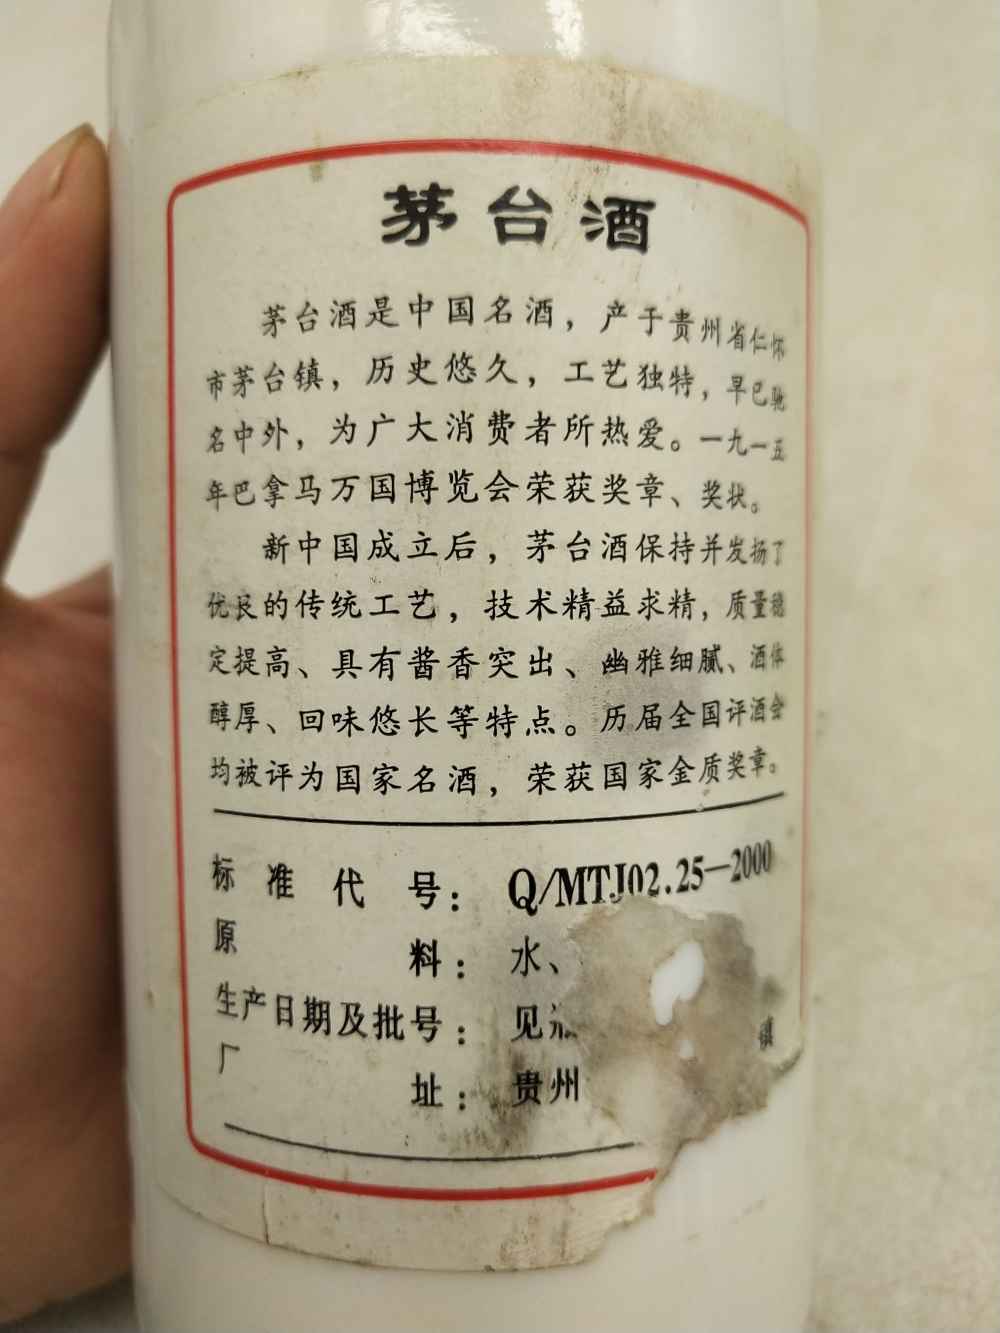 茅台酒
茅台酒是中国名酒，产于贵州省仁怀
市茅台镇，历史悠久，工艺独特，早已驰
名中外，为广大消费者所热爱。一九一五
年巴拿马万国博览会荣获奖章、奖状。
新中国成立后，茅台酒保持并发扬了
优良的传统工艺，技术精益求精，质量稳
定提高、具有酱香突出、幽雅细腻、酒体
醇厚、回味悠长等特点。历届全国评酒会
均被评为国家名酒，荣获国家金质奖章。
标准代号：Q/MTJ02.25—2000
原料：水、
生产日期及批号：见
厂址：贵州 镇